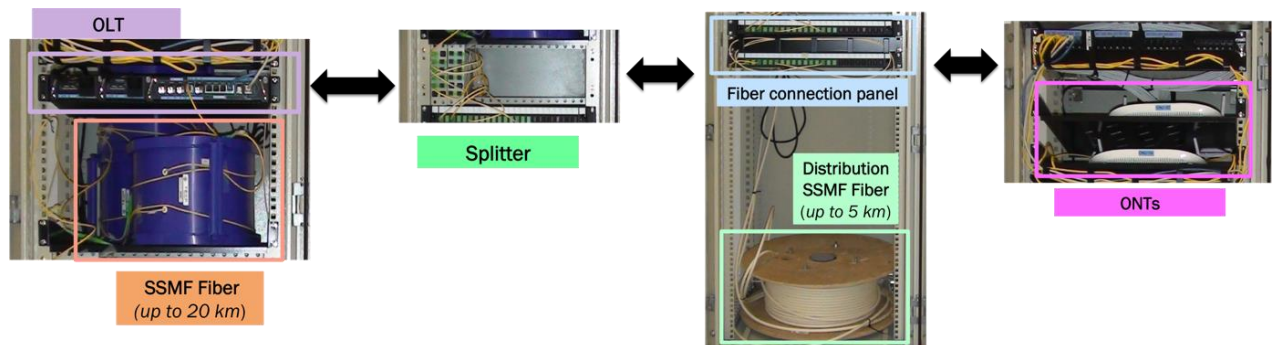 OLT
SSMF Fiber
(up to 20 km)
Splitter
Fiber connection panel
Distribution
SSMF Fiber
(up to 5 km)
ONTs